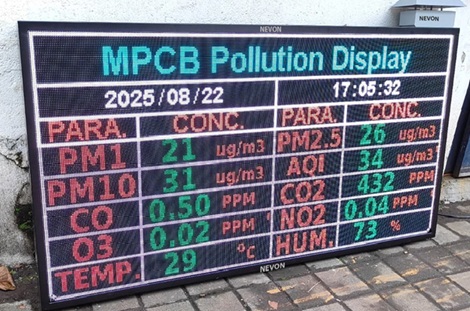 NEVON
NEVON
MPCB Pollution Display
2025/08/22 17:05:32
PARA. CONC. PARA. CONC.
PM1 21 ug/m3 PM2.5 26 ug/m3
PM10 31 ug/m3 AQI 34 ug/m3
CO 0.50 PPM CO2 432 PPM
O3 0.02 PPM NO2 0.04 PPM
TEMP. 29 °C HUM. 73 %
NEVON